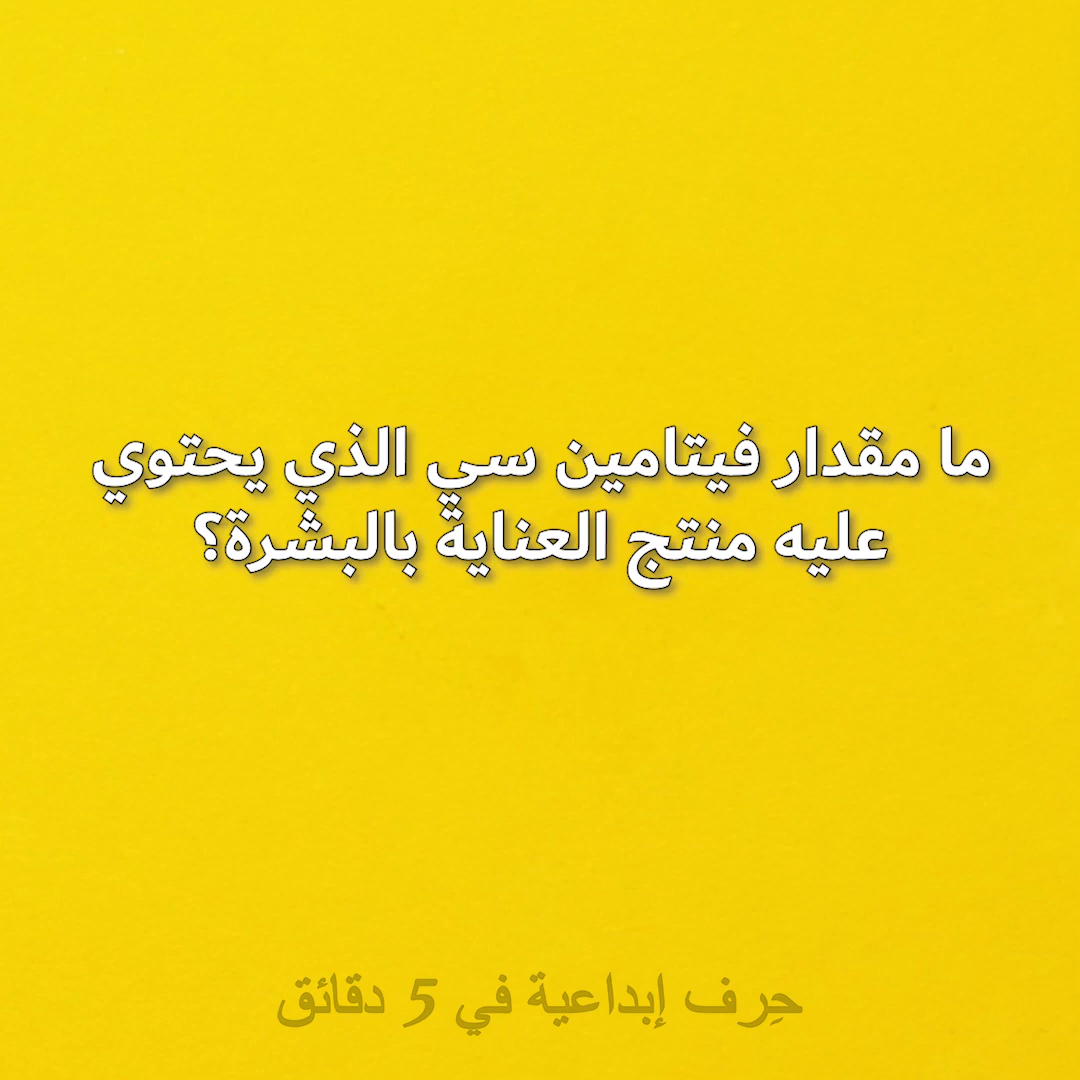 ما مقدار فيتامين سي الذي يحتوي
عليه منتج العناية بالبشرة؟
حِرف إبداعية في 5 دقائق